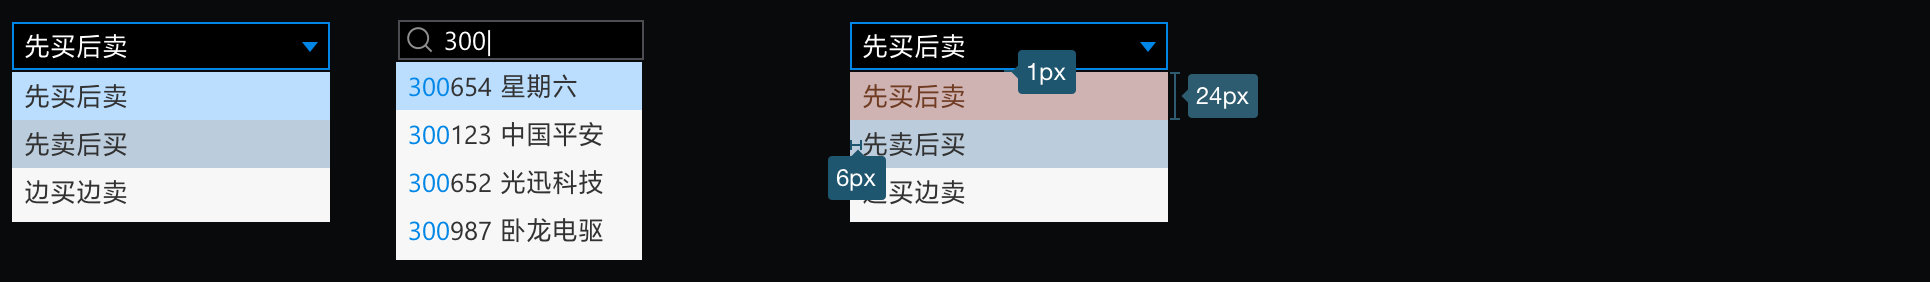 先买后卖
先买后卖
先卖后买
边买边卖
300
300654 星期六
300123 中国平安
300652 光迅科技
300987 卧龙电驱
先买后卖
1px
先买后卖
24px
先卖后买
6px
买边卖